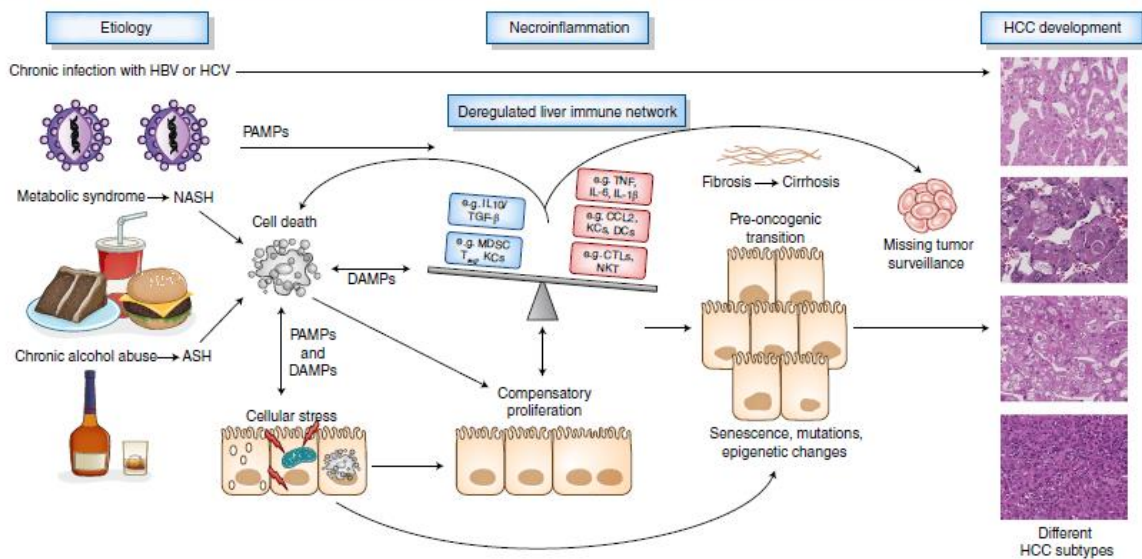 Etiology
Necroinflammation
HCC development
Chronic infection with HBV or HCV
Deregulated liver immune network
PAMPs
Metabolic syndrome → NASH
Cell death
e.g. IL10/
TGF-β
e.g. MDSC
Treg, KCs
e.g. TNF,
IL-6, IL-1β
e.g. CCL2,
KCs, DCs
e.g. CTLs,
NKT
Fibrosis → Cirrhosis
Pre-oncogenic
transition
Missing tumor
surveillance
DAMPs
Chronic alcohol abuse → ASH
PAMPs
and
DAMPs
Cellular stress
Compensatory
proliferation
Senescence, mutations,
epigenetic changes
Different
HCC subtypes